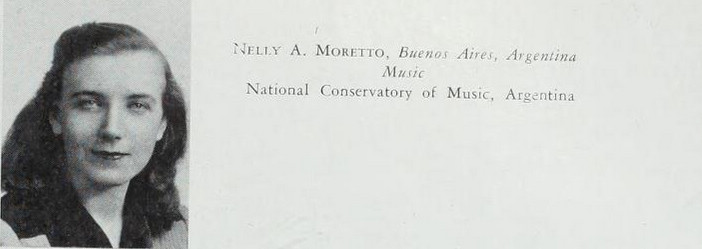 NELLY A. MORETTO, Buenos Aires, Argentina
Music
National Conservatory of Music, Argentina